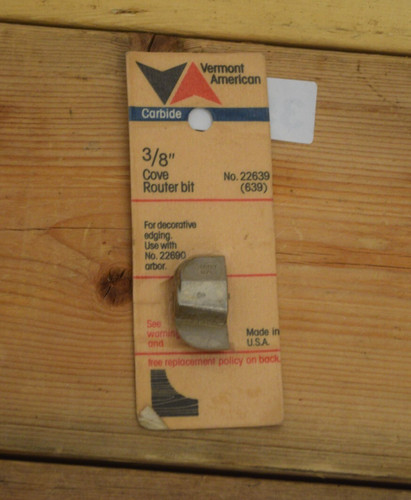 Vermont
American
Carbide
3/8"
Cove
Router bit
No. 22639
(639)
For decorative
edging.
Use with
No. 22690
arbor.
See
and
Made in
U.S.A.
free replacement policy on back.